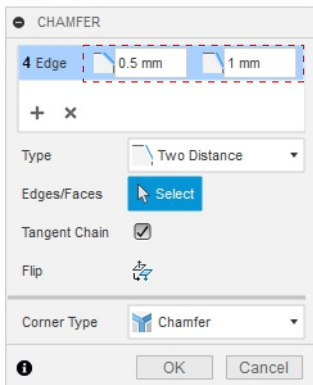 CHAMFER
4 Edge 0.5 mm 1 mm
Type Two Distance
Edges/Faces Select
Tangent Chain
Flip
Corner Type Chamfer
OK Cancel